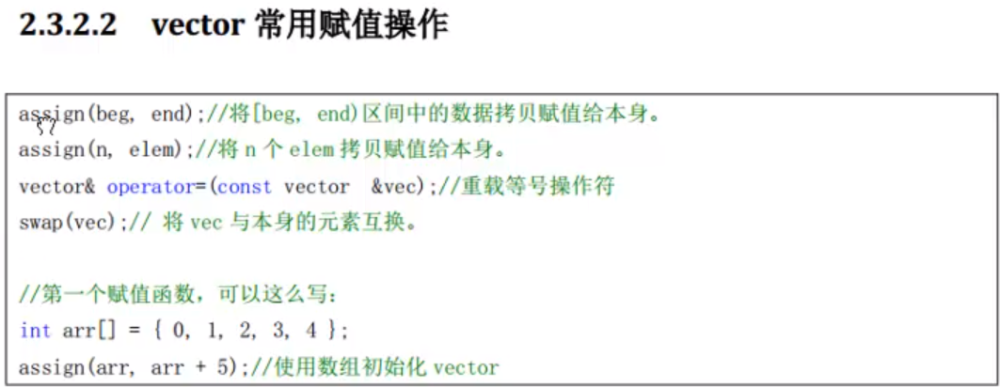 2.3.2.2 vector 常用赋值操作
assign(beg, end);//将[beg, end)区间中的数据拷贝赋值给本身。
assign(n, elem);//将 n 个 elem 拷贝赋值给本身。
vector& operator=(const vector &vec);//重载等号操作符
swap(vec);// 将 vec 与本身的元素互换。
//第一个赋值函数，可以这么写：
int arr[] = { 0, 1, 2, 3, 4 };
assign(arr, arr + 5);//使用数组初始化 vector